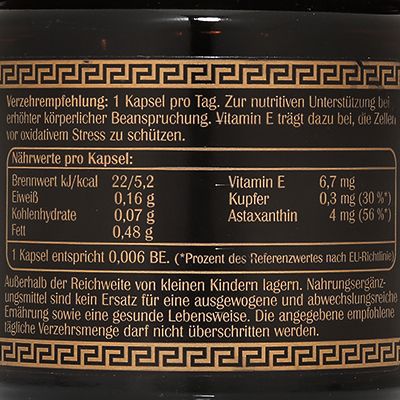 Verzehrempfehlung: 1 Kapsel pro Tag. Zur nutritiven Unterstützung bei
erhöhter körperlicher Beanspruchung. Vitamin E trägt dazu bei, die Zellen
vor oxidativem Stress zu schützen.
Nährwerte pro Kapsel:
Brennwert kJ/kcal 22/5,2 Vitamin E 6,7 mg
Eiweiß 0,16 g Kupfer 0,3 mg (30 %*)
Kohlenhydrate 0,07 g Astaxanthin 4 mg (56 %*)
Fett 0,48 g
1 Kapsel entspricht 0,006 BE. (*Prozent des Referenzwertes nach EU-Richtlinie)
Außerhalb der Reichweite von kleinen Kindern lagern. Nahrungsergänz-
ungsmittel sind kein Ersatz für eine ausgewogene und abwechslungsreiche
Ernährung sowie eine gesunde Lebensweise. Die angegebene empfohlene
tägliche Verzehrsmenge darf nicht überschritten werden.